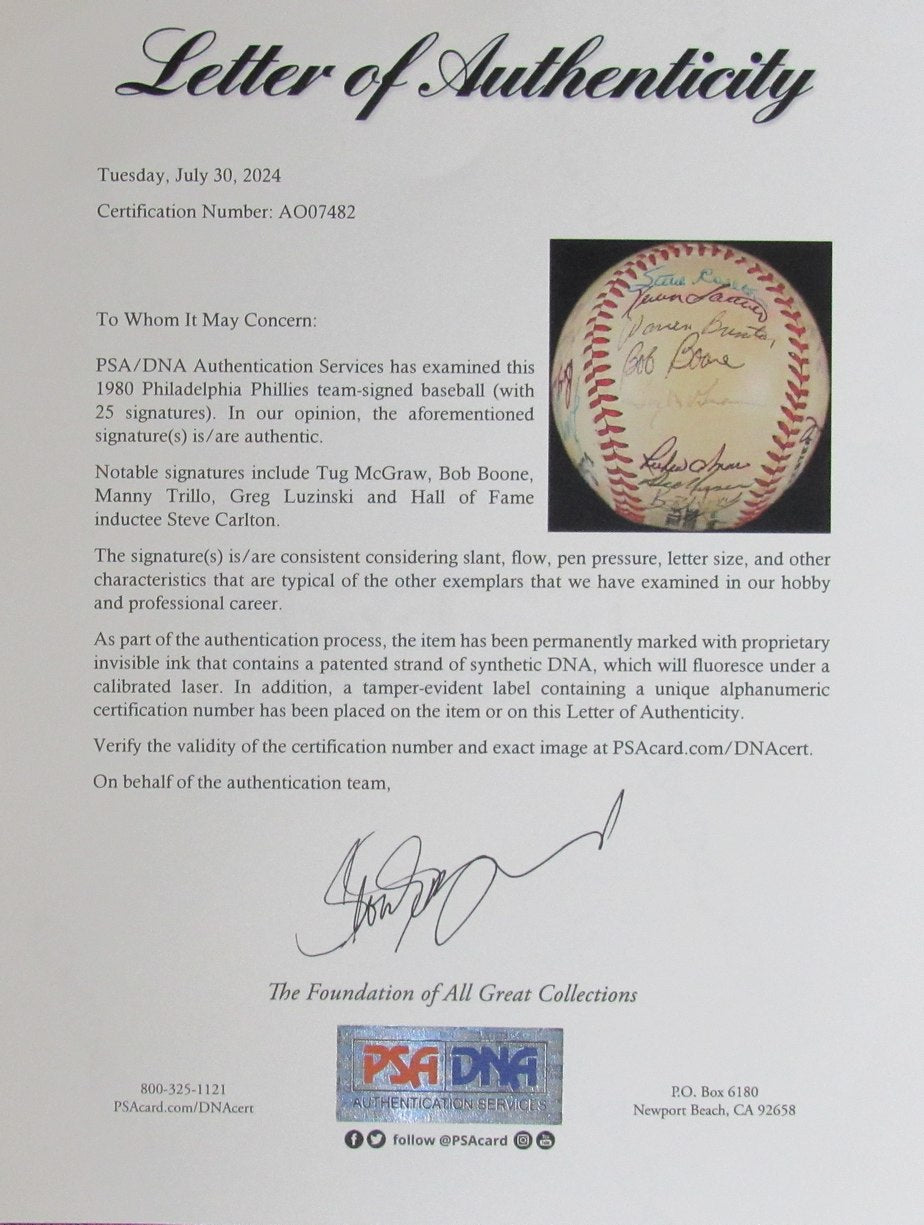 Letter of Authenticity
Tuesday, July 30, 2024
Certification Number: AO07482
To Whom It May Concern:
PSA/DNA Authentication Services has examined this
1980 Philadelphia Phillies team-signed baseball (with
25 signatures). In our opinion, the aforementioned
signature(s) is/are authentic.
Notable signatures include Tug McGraw, Bob Boone,
Manny Trillo, Greg Luzinski and Hall of Fame
inductee Steve Carlton.
Bob Boone
The signature(s) is/are consistent considering slant, flow, pen pressure, letter size, and other
characteristics that are typical of the other exemplars that we have examined in our hobby
and professional career.
As part of the authentication process, the item has been permanently marked with proprietary
invisible ink that contains a patented strand of synthetic DNA, which will fluoresce under a
calibrated laser. In addition, a tamper-evident label containing a unique alphanumeric
certification number has been placed on the item or on this Letter of Authenticity.
Verify the validity of the certification number and exact image at PSAcard.com/DNAcert.
On behalf of the authentication team,
The Foundation of All Great Collections
PSA DNA
AUTHENTICATION SERVICES
800-325-1121
PSAcard.com/DNAcert
P.O. Box 6180
Newport Beach, CA 92658
follow @PSAcard